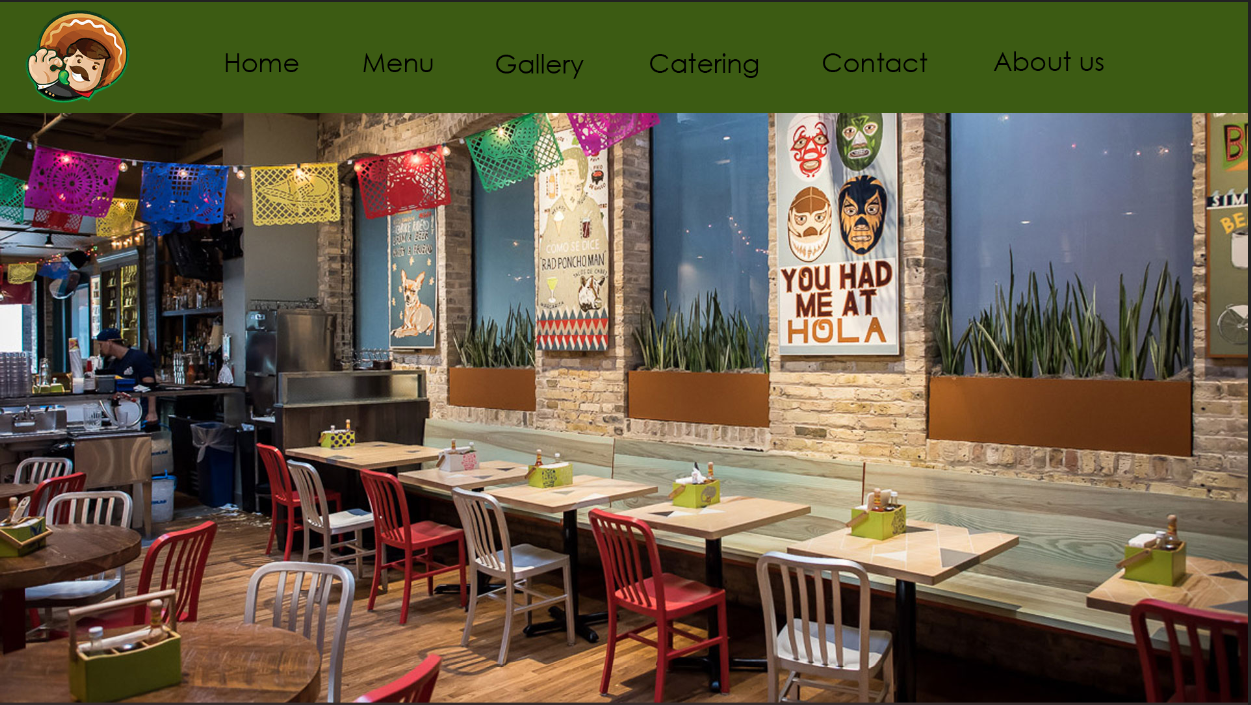 Home Menu Gallery Catering Contact About us
COMO SE DICE
RAD PONCHO MAN
YOU HAD
ME AT
HOLA